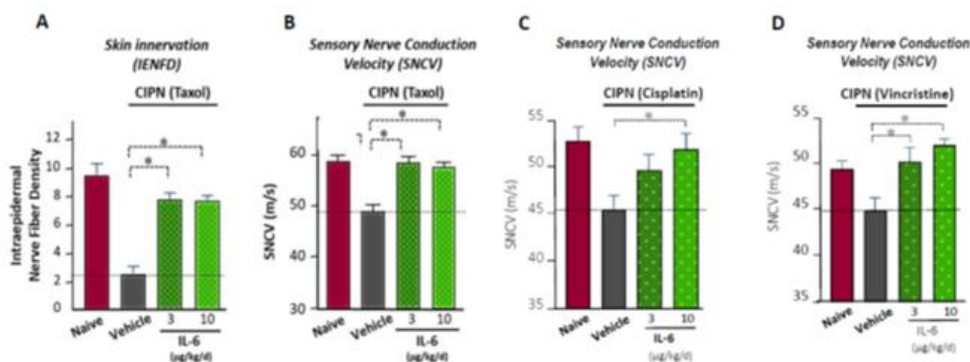 A
Skin innervation
(IENFD)
CIPN (Taxol)
Intraepidermal
Nerve Fiber Density
12
10
8
6
4
2
0
*
*
Naive
Vehicle
3
10
IL-6
(µg/kg/d)
B
Sensory Nerve Conduction
Velocity (SNCV)
CIPN (Taxol)
SNCV (m/s)
60
50
40
30
*
*
Naive
Vehicle
3
10
IL-6
(µg/kg/d)
C
Sensory Nerve Conduction
Velocity (SNCV)
CIPN (Cisplatin)
SNCV (m/s)
55
50
45
40
35
*
Naive
Vehicle
3
10
IL-6
(µg/kg/d)
D
Sensory Nerve Conduction
Velocity (SNCV)
CIPN (Vincristine)
SNCV (m/s)
55
50
45
40
35
*
*
Naive
Vehicle
3
10
IL-6
(µg/kg/d)